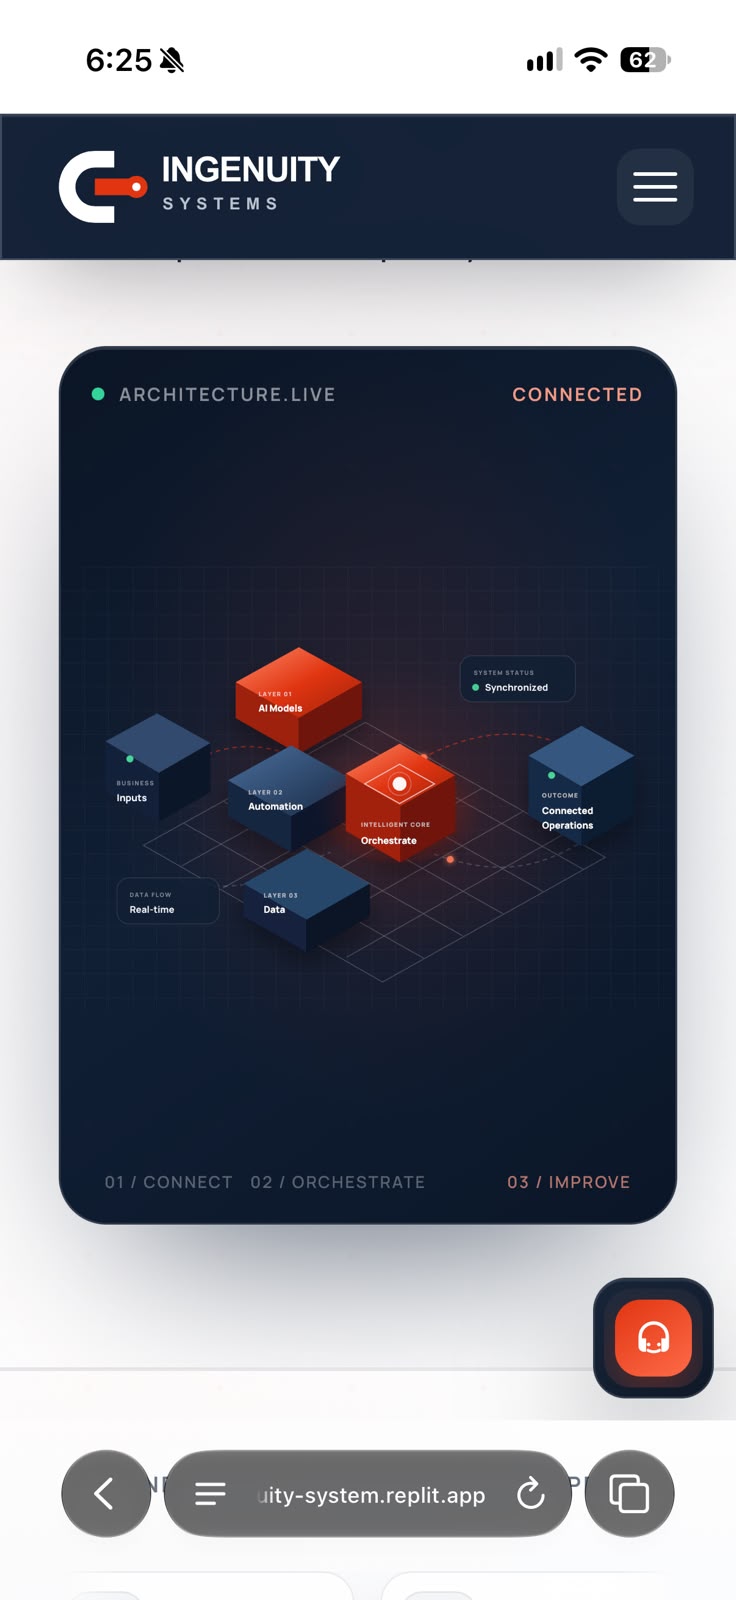 6:25
62
INGENUITY
SYSTEMS
ARCHITECTURE.LIVE
CONNECTED
SYSTEM STATUS
Synchronized
LAYER 01
AI Models
BUSINESS
Inputs
LAYER 02
Automation
INTELLIGENT CORE
Orchestrate
OUTCOME
Connected
Operations
DATA FLOW
Real-time
LAYER 03
Data
01 / CONNECT 02 / ORCHESTRATE 03 / IMPROVE
uity-system.replit.app